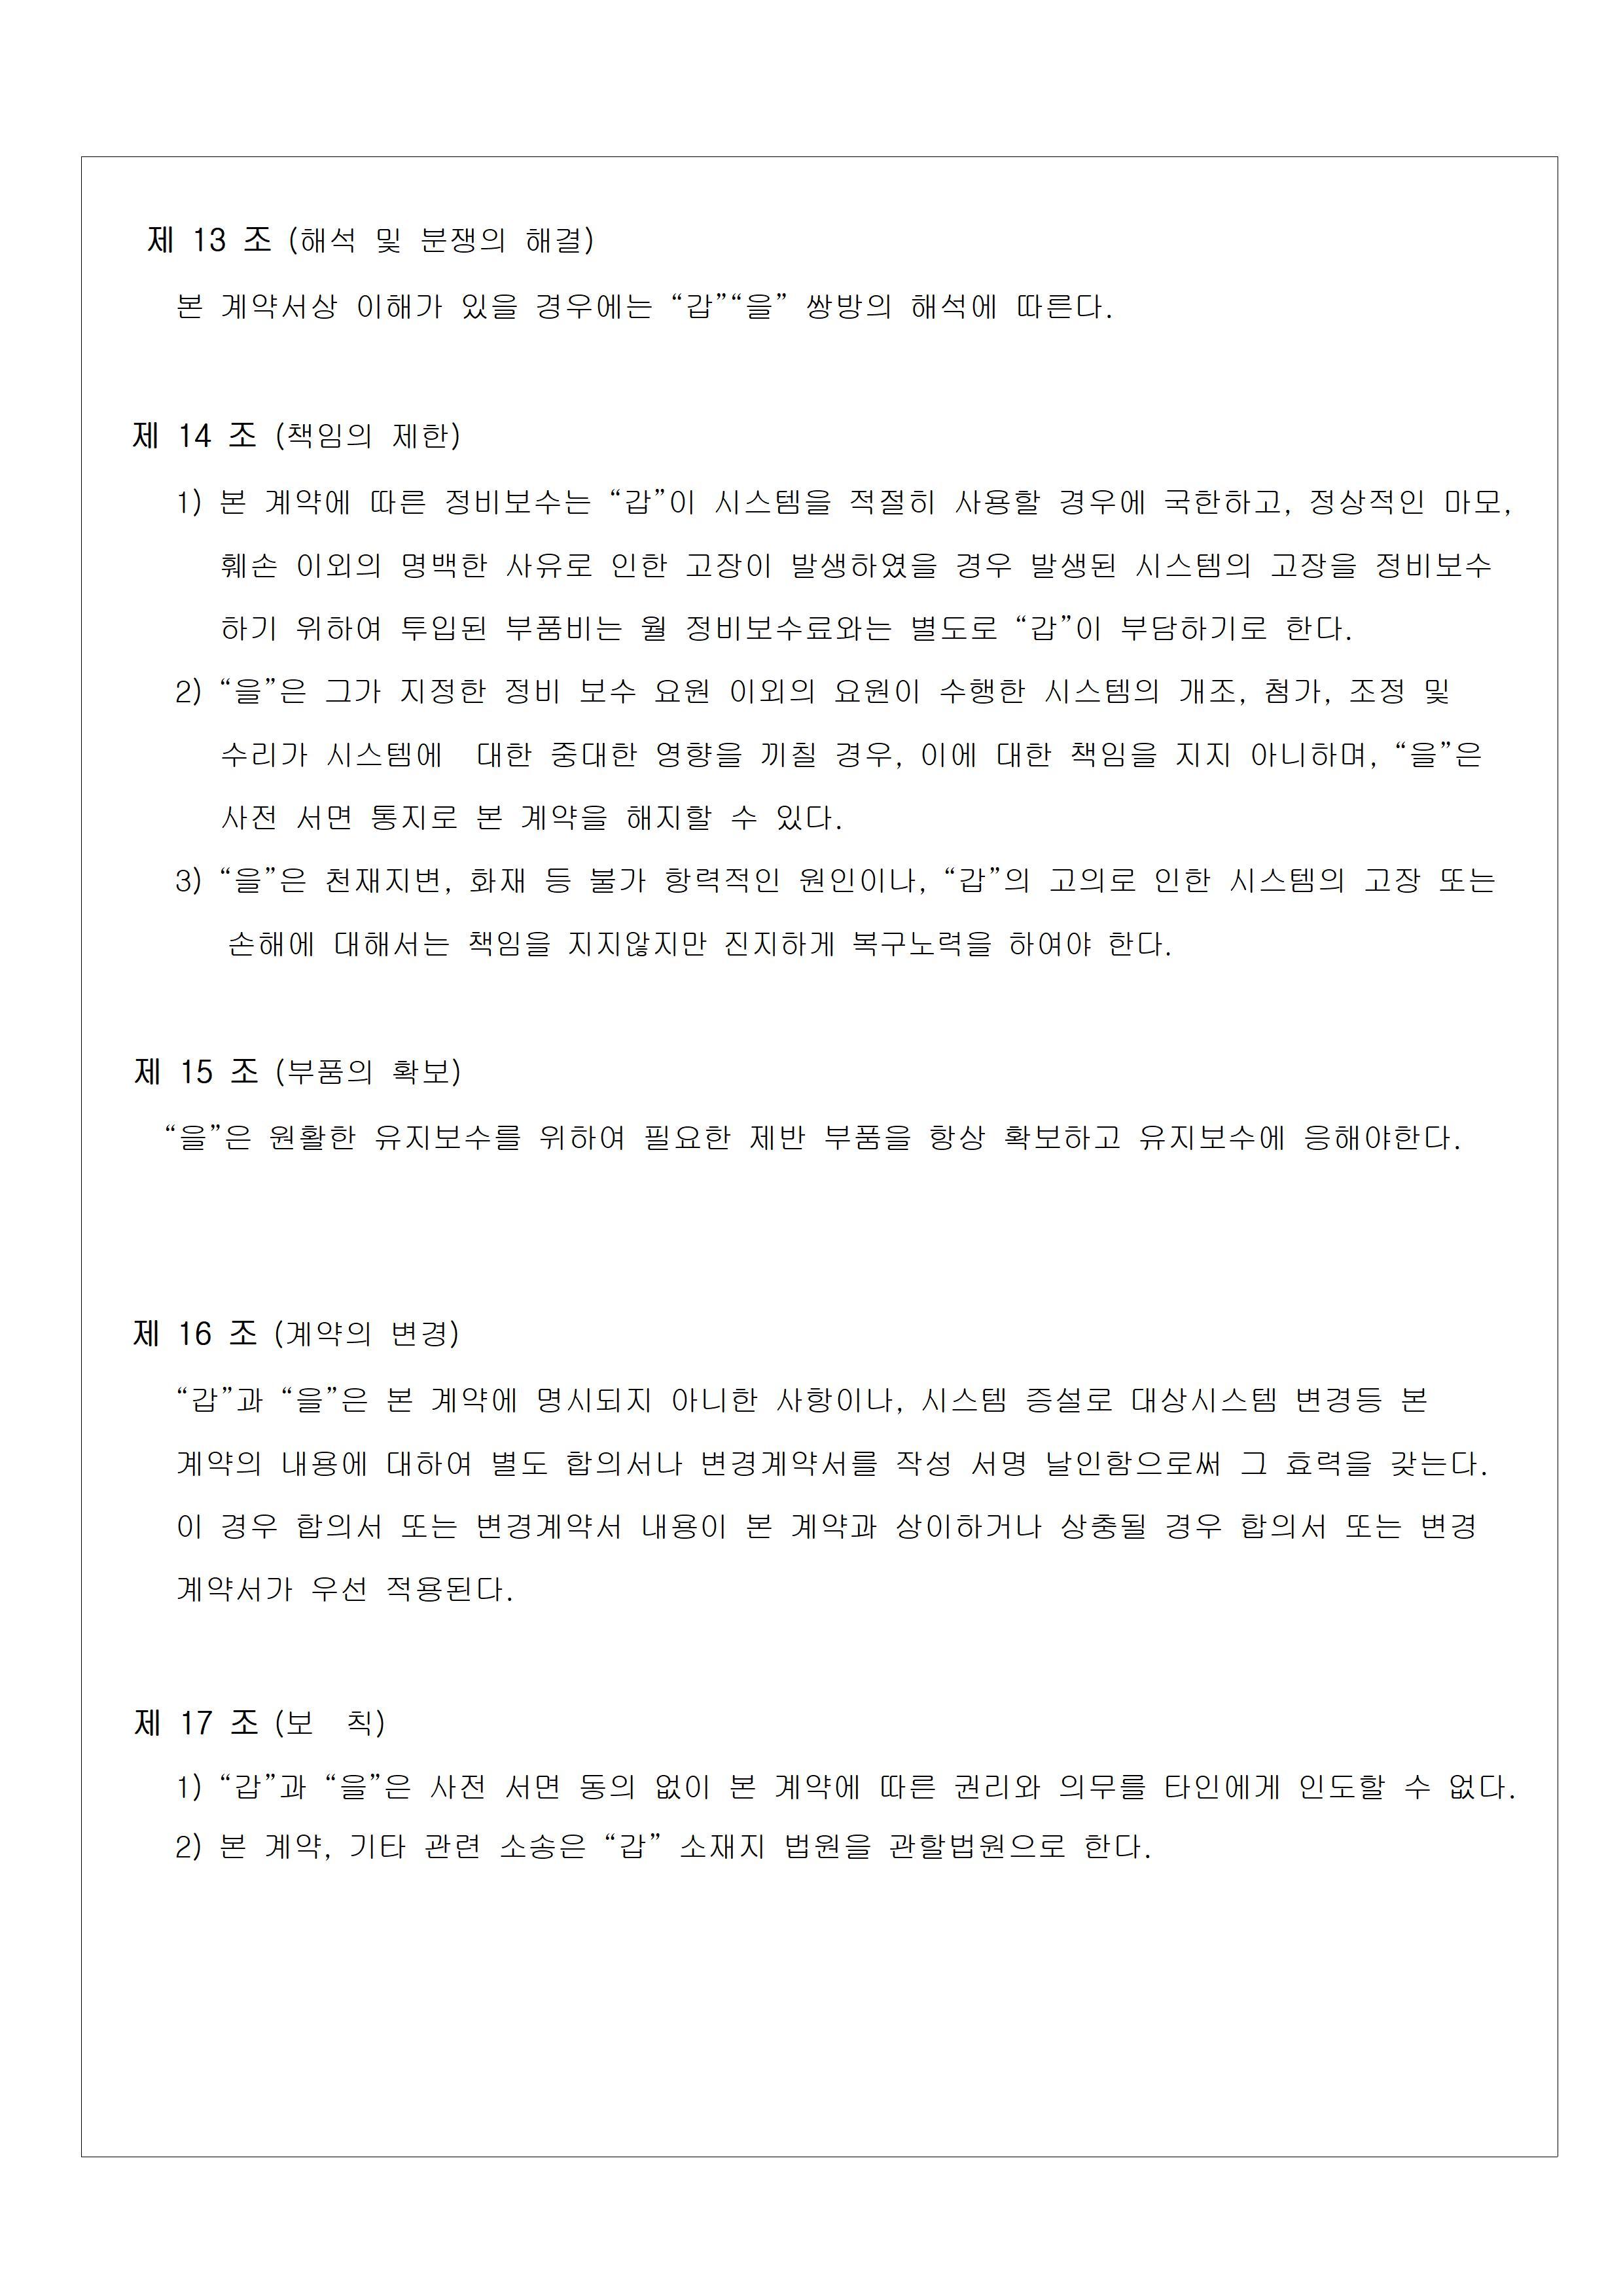 제 13 조 (해석 및 분쟁의 해결)
본 계약서상 이해가 있을 경우에는 “갑”“을” 쌍방의 해석에 따른다.
제 14 조 (책임의 제한)
1) 본 계약에 따른 정비보수는 “갑”이 시스템을 적절히 사용할 경우에 국한하고, 정상적인 마모,
훼손 이외의 명백한 사유로 인한 고장이 발생하였을 경우 발생된 시스템의 고장을 정비보수
하기 위하여 투입된 부품비는 월 정비보수료와는 별도로 “갑”이 부담하기로 한다.
2) “을”은 그가 지정한 정비 보수 요원 이외의 요원이 수행한 시스템의 개조, 첨가, 조정 및
수리가 시스템에  대한 중대한 영향을 끼칠 경우, 이에 대한 책임을 지지 아니하며, “을”은
사전 서면 통지로 본 계약을 해지할 수 있다.
3) “을”은 천재지변, 화재 등 불가 항력적인 원인이나, “갑”의 고의로 인한 시스템의 고장 또는
손해에 대해서는 책임을 지지않지만 진지하게 복구노력을 하여야 한다.
제 15 조 (부품의 확보)
“을”은 원활한 유지보수를 위하여 필요한 제반 부품을 항상 확보하고 유지보수에 응해야한다.
제 16 조 (계약의 변경)
“갑”과 “을”은 본 계약에 명시되지 아니한 사항이나, 시스템 증설로 대상시스템 변경등 본
계약의 내용에 대하여 별도 합의서나 변경계약서를 작성 서명 날인함으로써 그 효력을 갖는다.
이 경우 합의서 또는 변경계약서 내용이 본 계약과 상이하거나 상충될 경우 합의서 또는 변경
계약서가 우선 적용된다.
제 17 조 (보  칙)
1) “갑”과 “을”은 사전 서면 동의 없이 본 계약에 따른 권리와 의무를 타인에게 인도할 수 없다.
2) 본 계약, 기타 관련 소송은 “갑” 소재지 법원을 관할법원으로 한다.